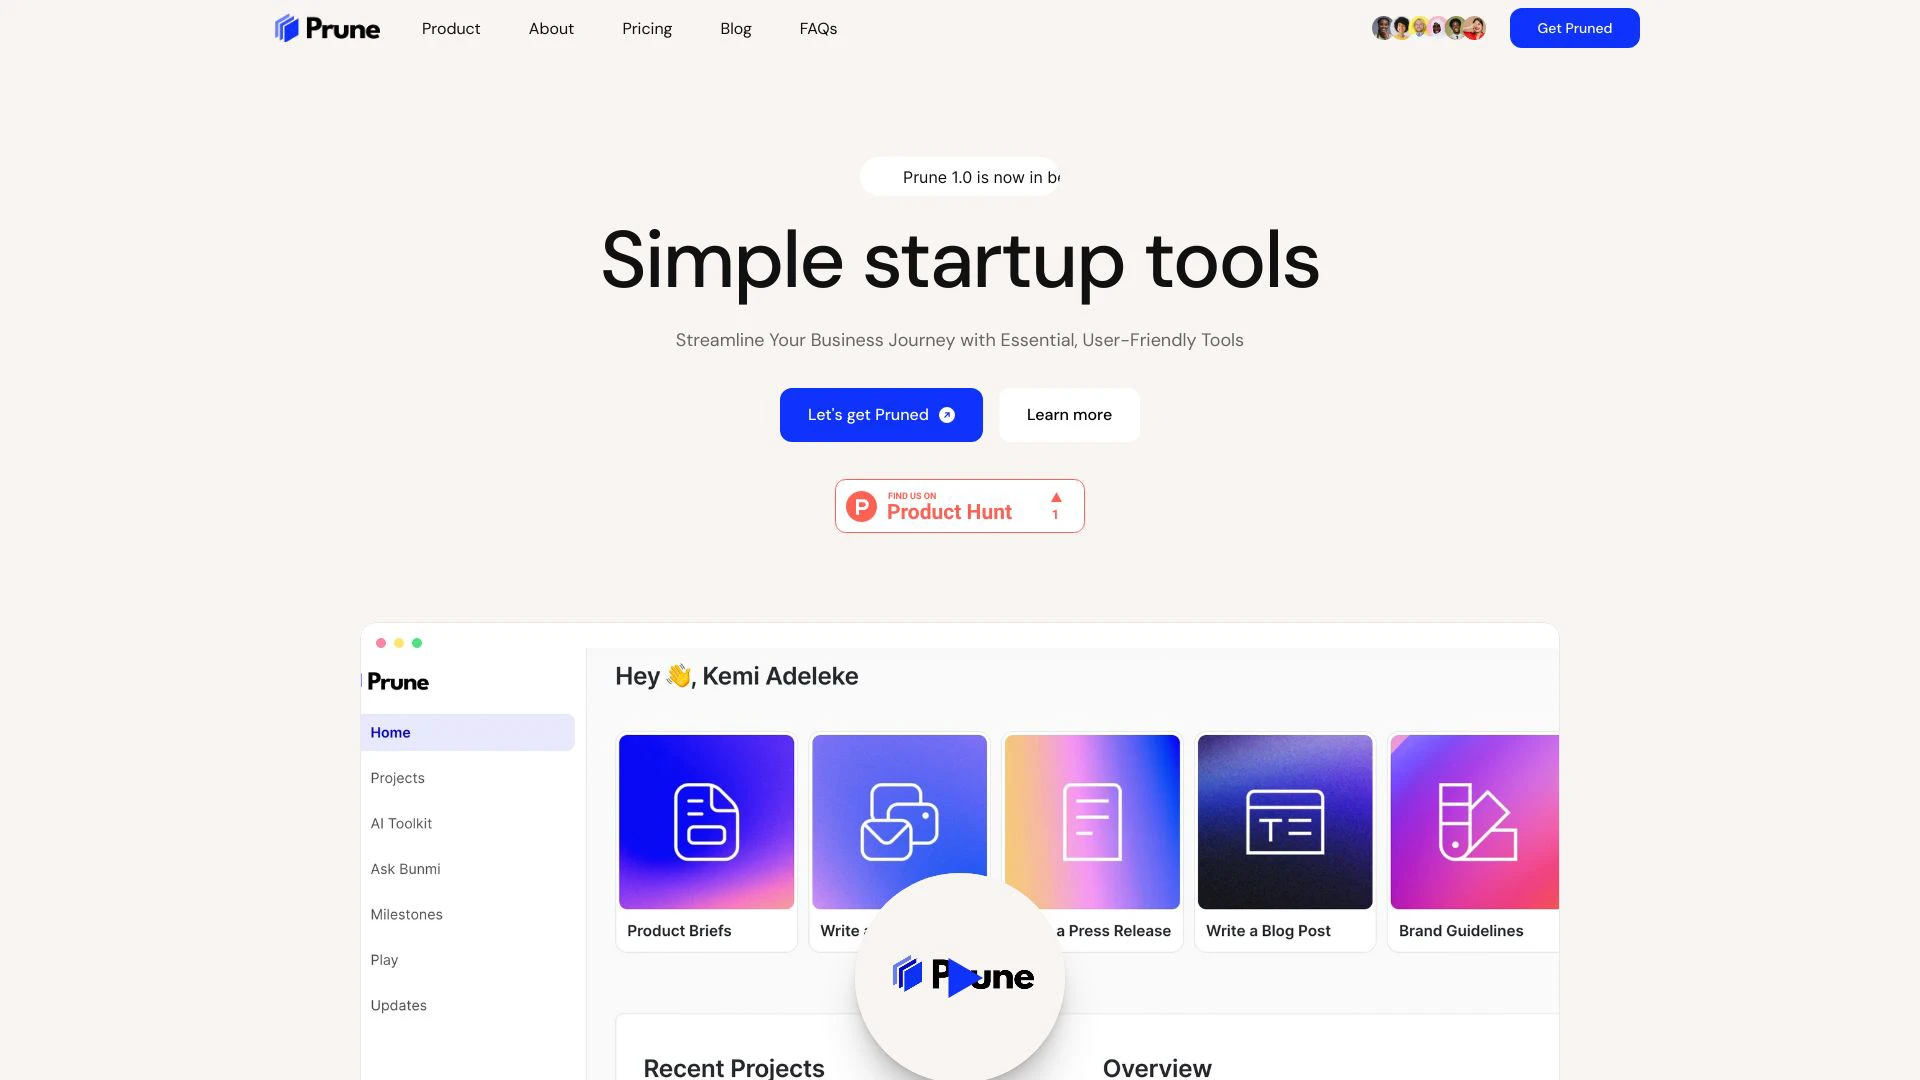 Prune
Product
About
Pricing
Blog
FAQs
Get Pruned
Prune 1.0 is now in be
Simple startup tools
Streamline Your Business Journey with Essential, User-Friendly Tools
Let's get Pruned
Learn more
FIND US ON
Product Hunt
1
Prune
Hey 👋, Kemi Adeleke
Home
Projects
AI Toolkit
Ask Bunmi
Milestones
Play
Updates
Product Briefs
Write
a Press Release
Write a Blog Post
Brand Guidelines
Prune
Recent Projects
Overview